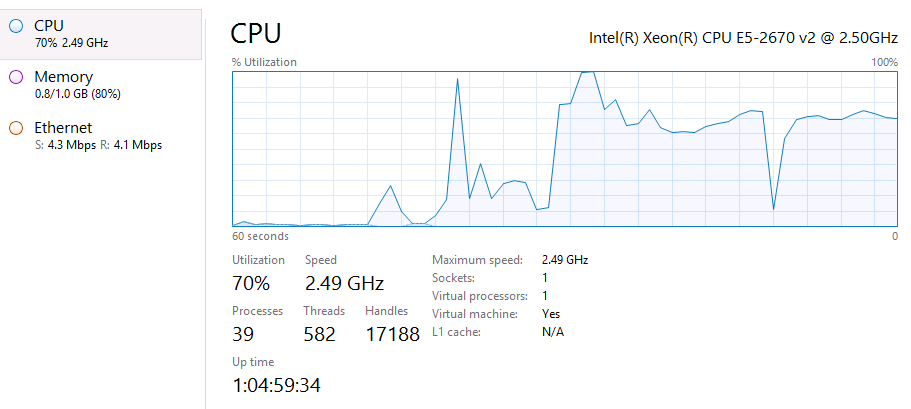 CPU
70% 2.49 GHz
Memory
0.8/1.0 GB (80%)
Ethernet
S: 4.3 Mbps R: 4.1 Mbps
CPU
Intel(R) Xeon(R) CPU E5-2670 v2 @ 2.50GHz
% Utilization
100%
60 seconds
0
Utilization
Speed
70%
2.49 GHz
Processes
Threads
Handles
39
582
17188
Up time
1:04:59:34
Maximum speed: 2.49 GHz
Sockets: 1
Virtual processors: 1
Virtual machine: Yes
L1 cache: N/A